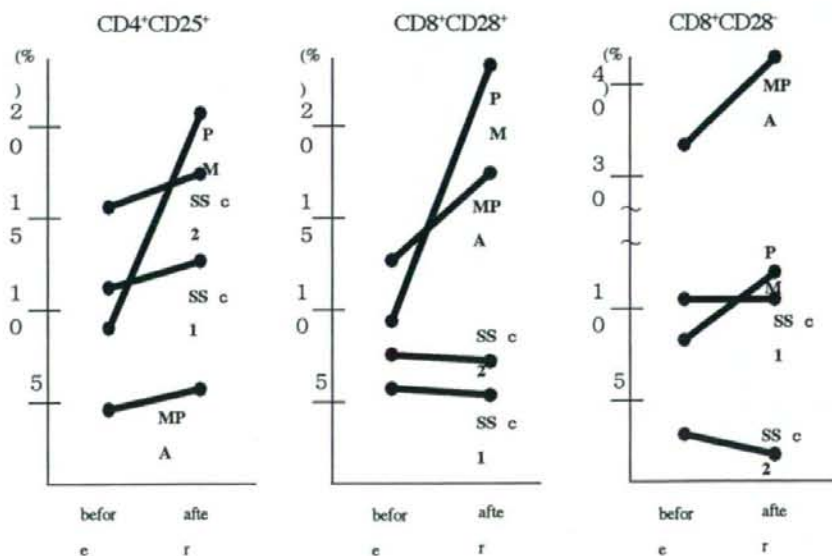 CD4⁺CD25⁺
(%
)
2
0
1
5
1
0
5
P
M
SS c
2
SS c
1
MP
A
befor
e
afte
r
CD8⁺CD28⁺
(%
)
2
0
1
5
1
0
5
P
M
MP
A
SS c
2
SS c
1
befor
e
afte
r
CD8⁺CD28⁻
(%
)
4
0
3
0
1
0
5
MP
A
P
M
SS c
1
SS c
2
befor
e
afte
r